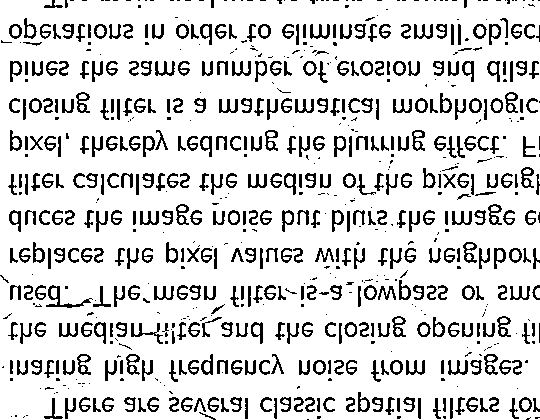 There are several classic spatial filters for
inating high frequency noise from images.
the median filter and the closing opening fil
used. The mean filter is a lowpass or smo
replaces the pixel values with the neighborh
duces the image noise but blurs the image e
filter calculates the median of the pixel neigh
pixel, thereby reducing the blurring effect. Fi
closing filter is a mathematical morphologic
bines the same number of erosion and dilat
operations in order to eliminate small object